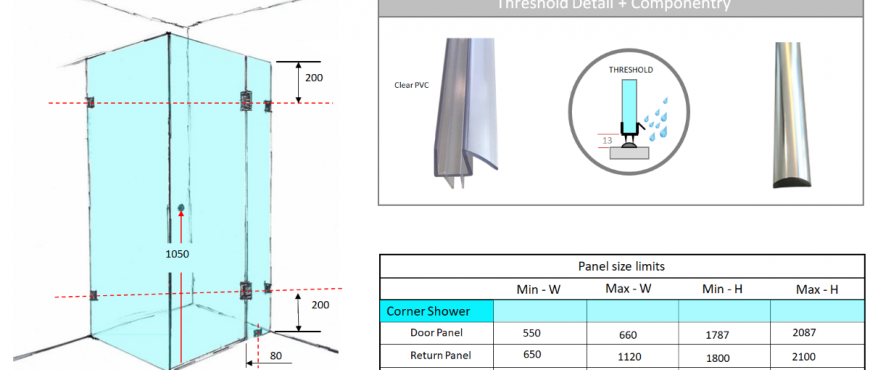 Threshold Detail + Componentry
200
Clear PVC
THRESHOLD
13
1050
200
80
Panel size limits
Min - W Max - W Min - H Max - H
Corner Shower
Door Panel 550 660 1787 2087
Return Panel 650 1120 1800 2100